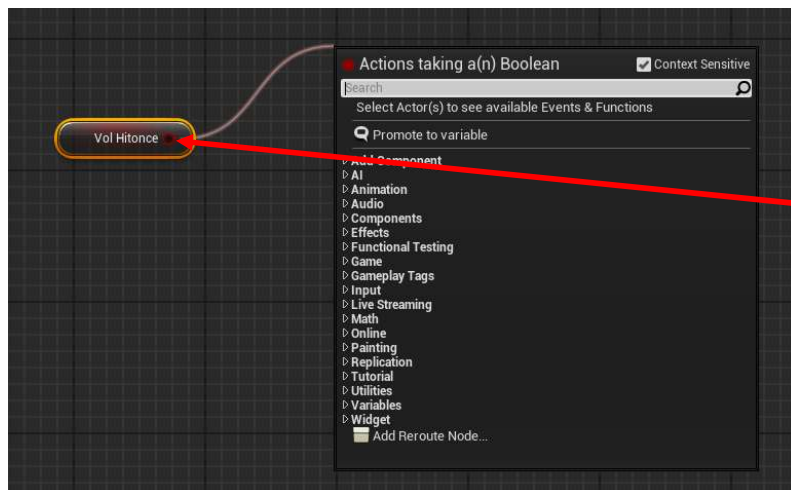 Actions taking a(n) Boolean
Context Sensitive
Search
Select Actor(s) to see available Events & Functions
Vol Hitonce
Promote to variable
Add Component
AI
Animation
Audio
Components
Effects
Functional Testing
Game
Gameplay Tags
Input
Live Streaming
Math
Online
Painting
Replication
Tutorial
Utilities
Variables
Widget
Add Reroute Node...